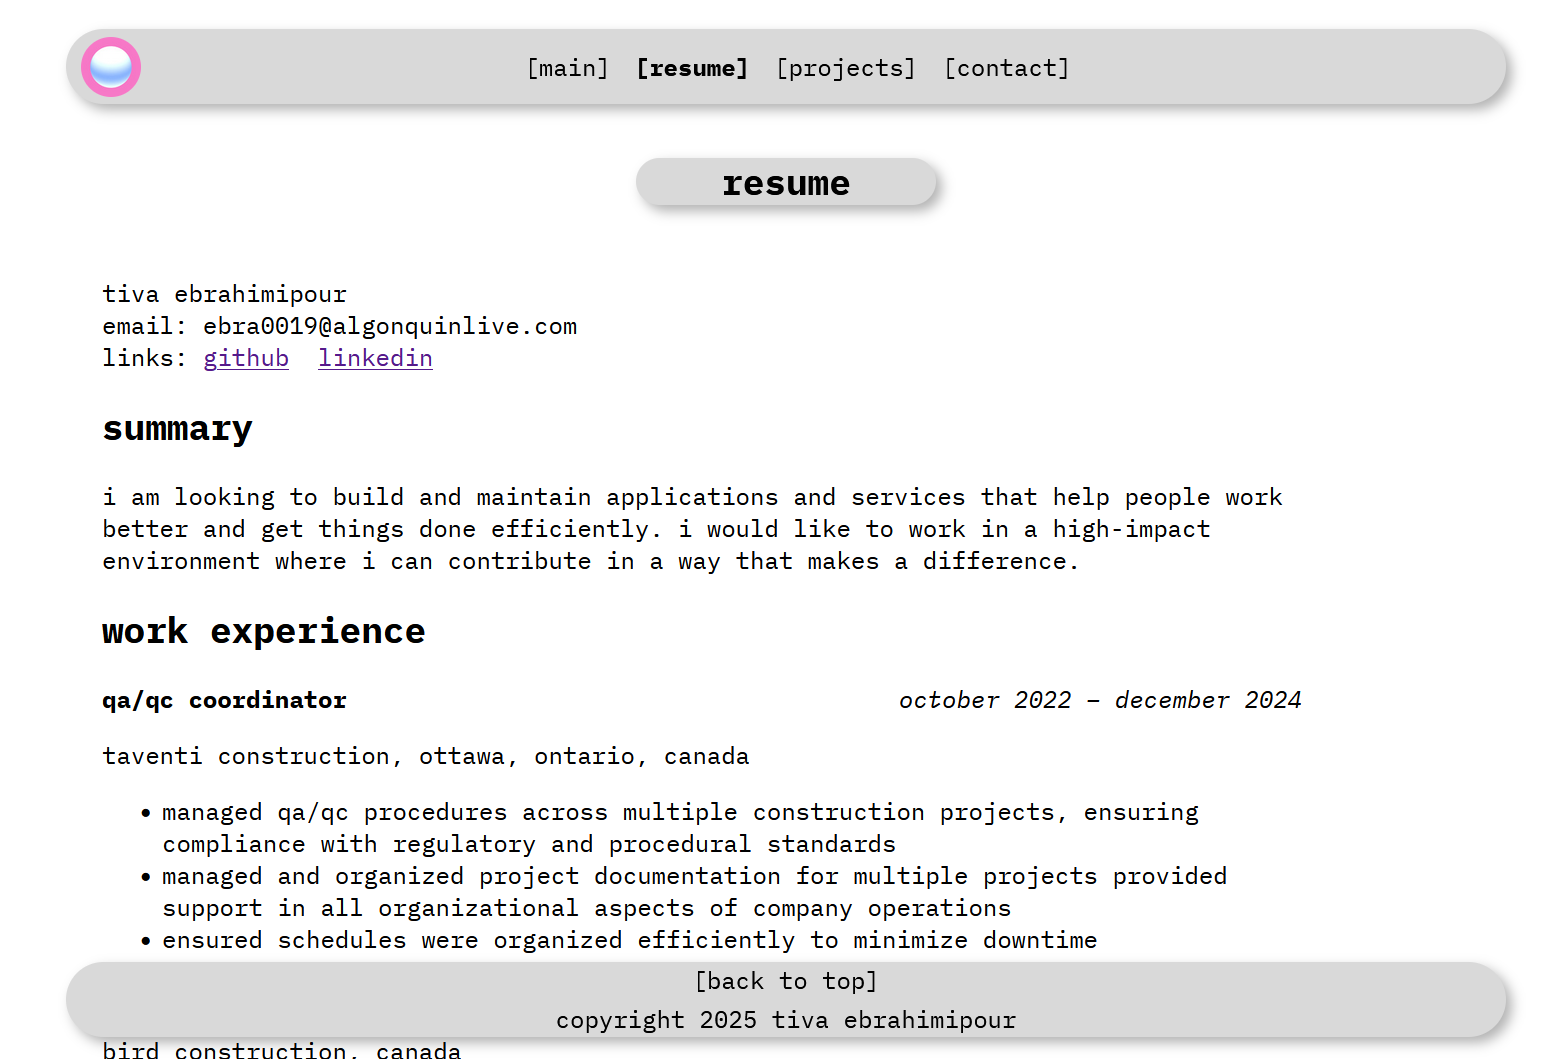 [main] [resume] [projects] [contact]
resume
tiva ebrahimipour
email: ebra0019@algonquinlive.com
links: github linkedin
summary
i am looking to build and maintain applications and services that help people work
better and get things done efficiently. i would like to work in a high-impact
environment where i can contribute in a way that makes a difference.
work experience
qa/qc coordinator october 2022 – december 2024
taventi construction, ottawa, ontario, canada
• managed qa/qc procedures across multiple construction projects, ensuring
compliance with regulatory and procedural standards
• managed and organized project documentation for multiple projects provided
support in all organizational aspects of company operations
• ensured schedules were organized efficiently to minimize downtime
[back to top]
copyright 2025 tiva ebrahimipour
bird construction, canada